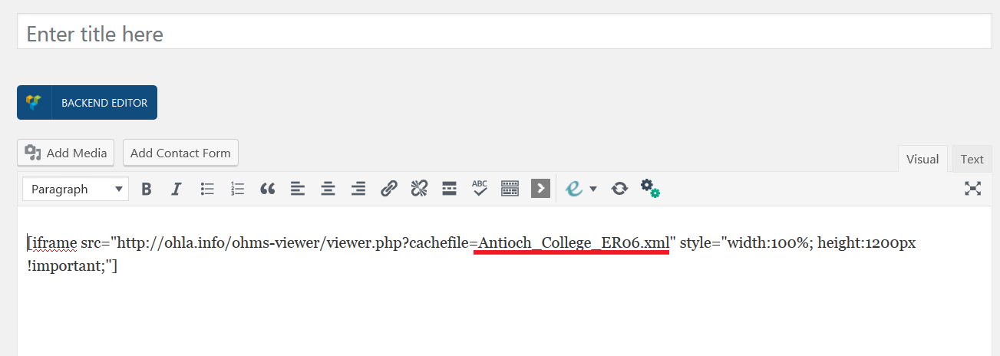 Enter title here
BACKEND EDITOR
Add Media Add Contact Form
Visual Text
Paragraph B I ABC
[iframe src="http://ohla.info/ohms-viewer/viewer.php?cachefile=Antioch_College_ER06.xml" style="width:100%; height:1200px
!important;"]